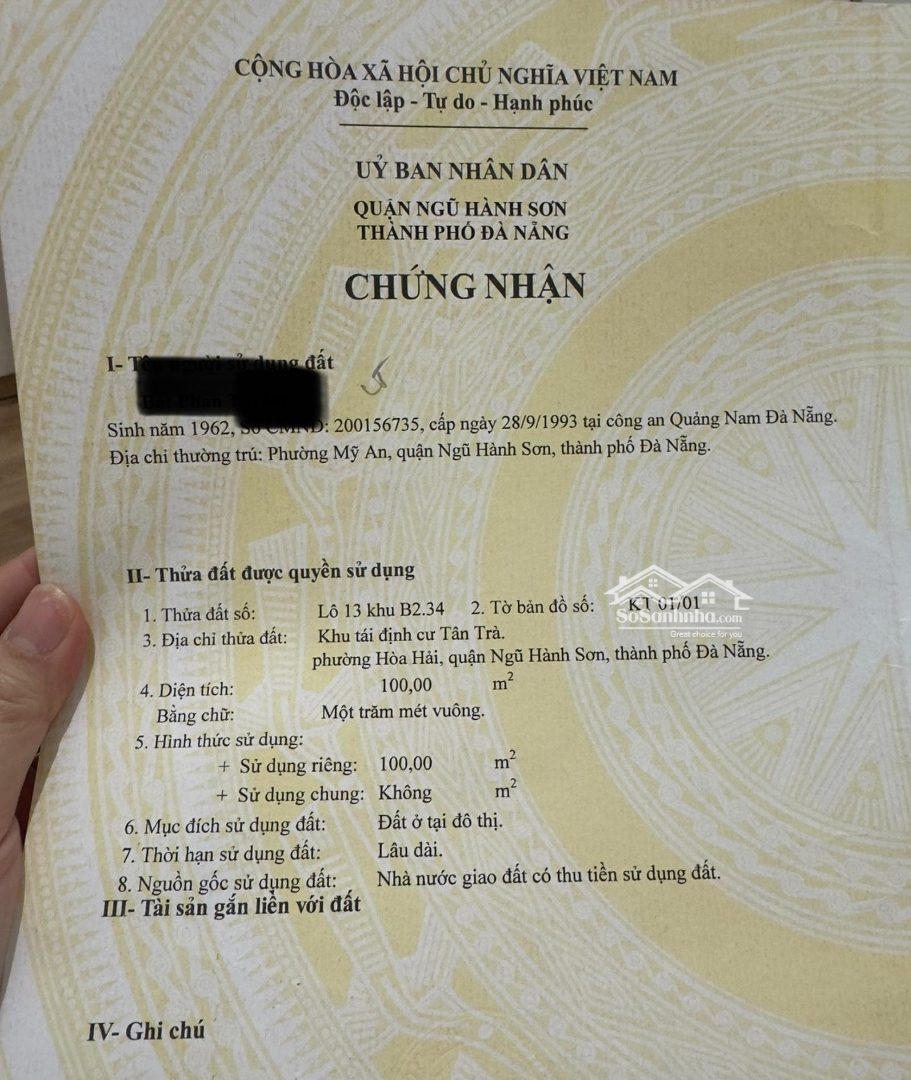 CỘNG HÒA XÃ HỘI CHỦ NGHĨA VIỆT NAM
Độc lập - Tự do - Hạnh phúc
UỶ BAN NHÂN DÂN
QUẬN NGŨ HÀNH SƠN
THÀNH PHỐ ĐÀ NẴNG
CHỨNG NHẬN
I- Tên người sử dụng đất
Sinh năm 1962, Số CMND: 200156735, cấp ngày 28/9/1993 tại công an Quảng Nam Đà Nẵng.
Địa chỉ thường trú: Phường Mỹ An, quận Ngũ Hành Sơn, thành phố Đà Nẵng.
II- Thửa đất được quyền sử dụng
1. Thửa đất số: Lô 13 khu B2.34 2. Tờ bản đồ số: KT 01/01
SoSanhnha.com
Great choice for you
3. Địa chỉ thửa đất: Khu tái định cư Tân Trà.
phường Hòa Hải, quận Ngũ Hành Sơn, thành phố Đà Nẵng.
4. Diện tích: 100,00 m²
Bằng chữ: Một trăm mét vuông.
5. Hình thức sử dụng:
+ Sử dụng riêng: 100,00 m²
+ Sử dụng chung: Không m²
6. Mục đích sử dụng đất: Đất ở tại đô thị.
7. Thời hạn sử dụng đất: Lâu dài.
8. Nguồn gốc sử dụng đất: Nhà nước giao đất có thu tiền sử dụng đất.
III- Tài sản gắn liền với đất
IV- Ghi chú